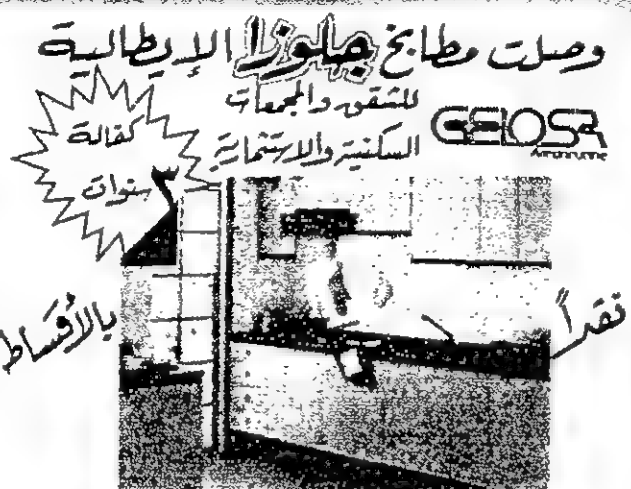 وصلت مطابخ جلوزا الإيطالية
للشقق والمجمعات
السكنية والاستثمارية
GELOSA
كفالة
٣ سنوات
نقداً
بالأقساط